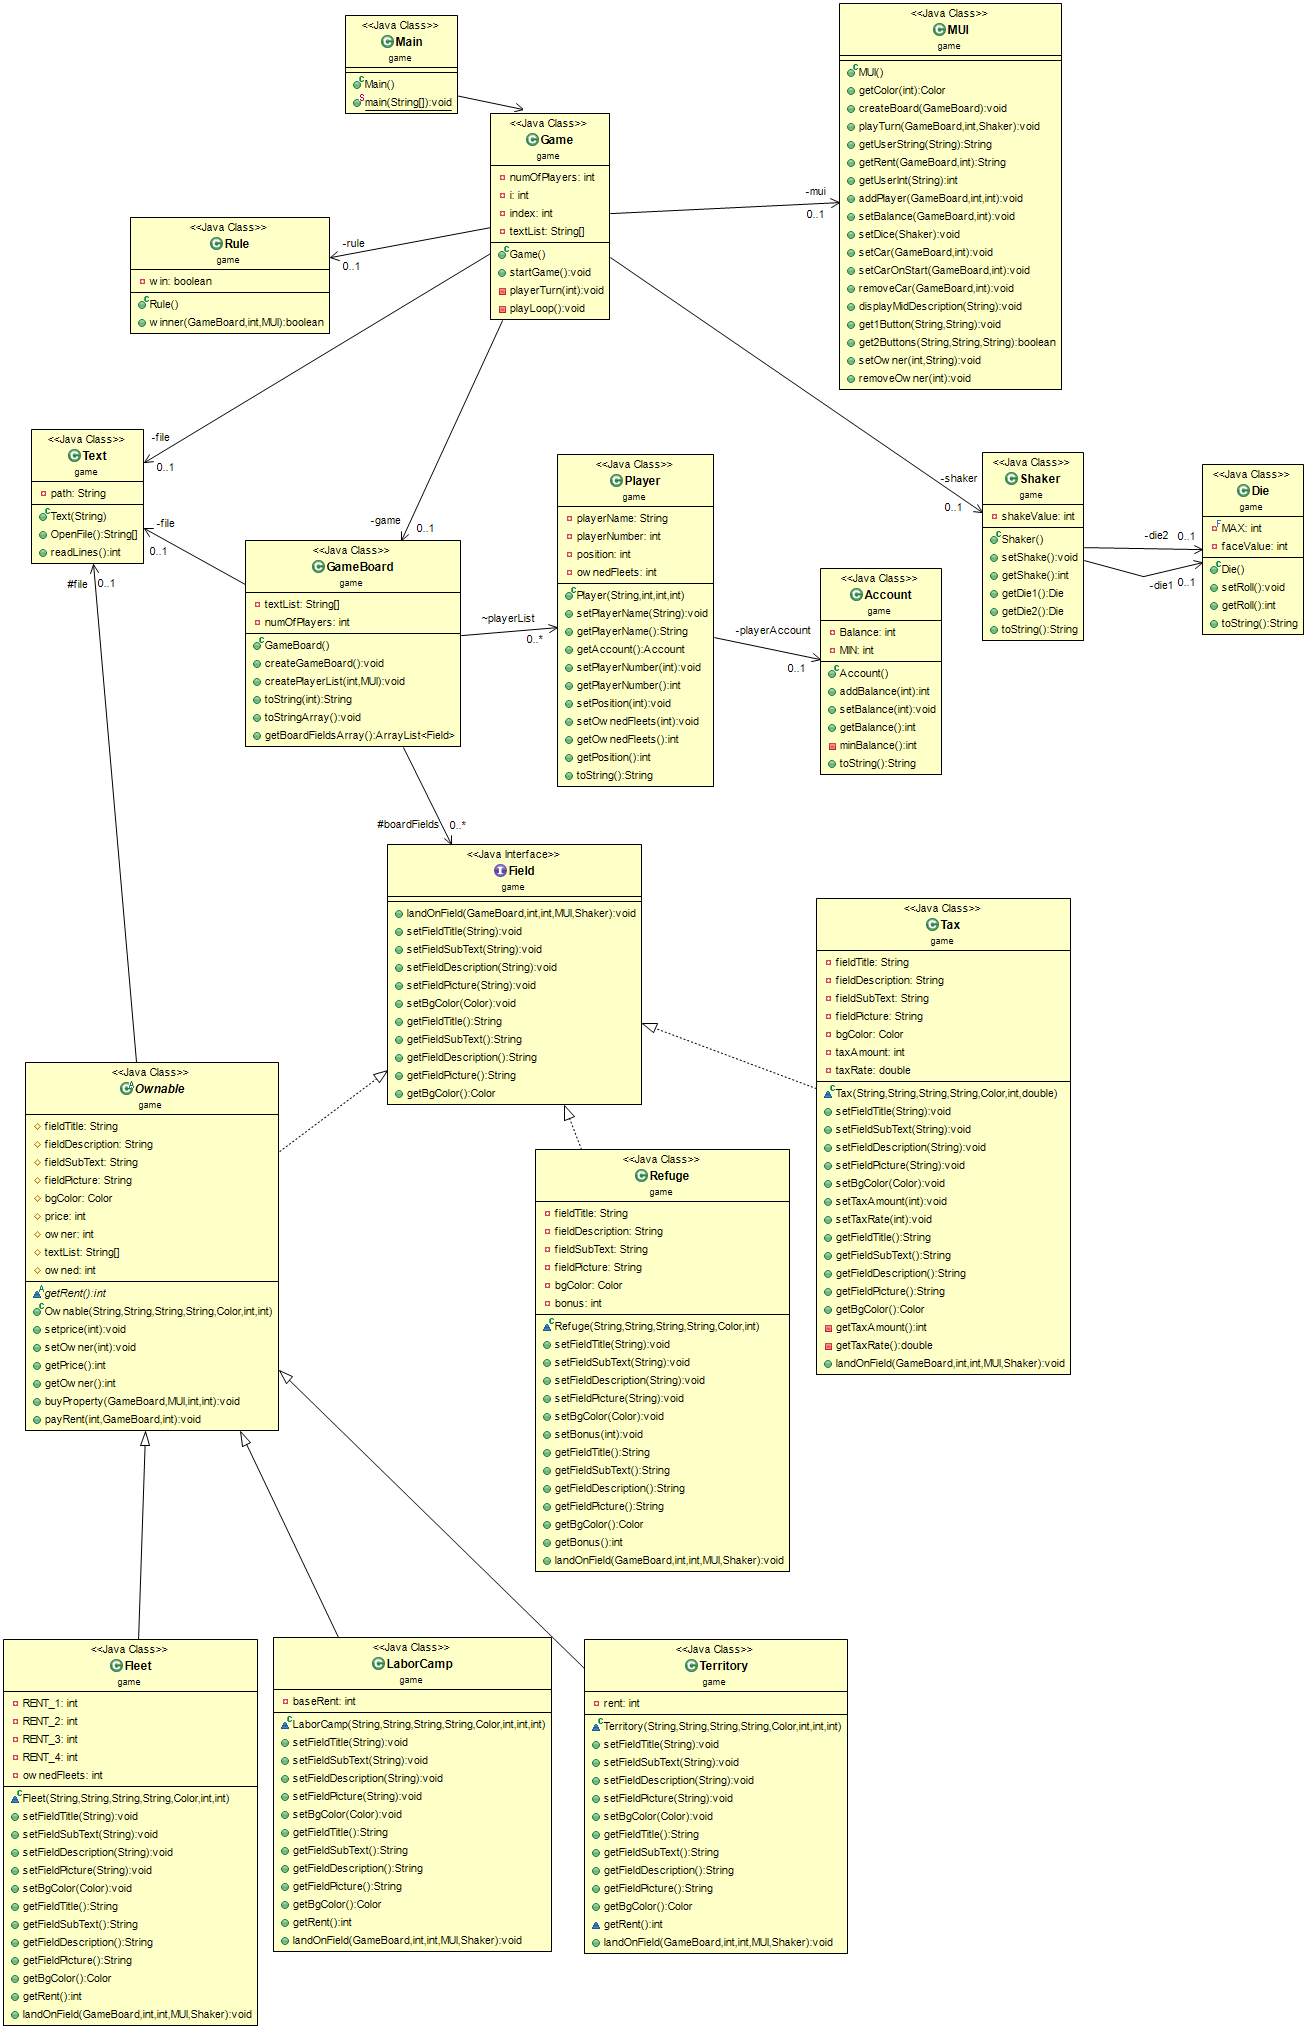 <<Java Class>>
Main
game
Main()
main(String[]):void
<<Java Class>>
MUI
game
MUI()
getColor(int):Color
createBoard(GameBoard):void
playTurn(GameBoard,int,Shaker):void
getUserString(String):String
getRent(GameBoard,int):String
getUserInt(String):int
addPlayer(GameBoard,int,int):void
setBalance(GameBoard,int):void
setDice(Shaker):void
setCar(GameBoard,int):void
setCarOnStart(GameBoard,int):void
removeCar(GameBoard,int):void
displayMidDescription(String):void
get1Button(String,String):void
get2Buttons(String,String,String):boolean
setOwner(int,String):void
removeOwner(int):void
<<Java Class>>
Game
game
numOfPlayers: int
i: int
index: int
textList: String[]
Game()
startGame():void
playerTurn(int):void
playLoop():void
-mui
0..1
-rule
0..1
<<Java Class>>
Rule
game
win: boolean
Rule()
winner(GameBoard,int,MUI):boolean
-file
0..1
-game
0..1
-shaker
0..1
<<Java Class>>
Text
game
path: String
Text(String)
OpenFile():String[]
readLines():int
-file
0..1
#file
0..1
<<Java Class>>
GameBoard
game
textList: String[]
numOfPlayers: int
GameBoard()
createGameBoard():void
createPlayerList(int,MUI):void
toString(int):String
toStringArray():void
getBoardFieldsArray():ArrayList<Field>
~playerList
0..*
<<Java Class>>
Player
game
playerName: String
playerNumber: int
position: int
ownedFleets: int
Player(String,int,int,int)
setPlayerName(String):void
getPlayerName():String
getAccount():Account
setPlayerNumber(int):void
getPlayerNumber():int
setPosition(int):void
setOwnedFleets(int):void
getOwnedFleets():int
getPosition():int
toString():String
-playerAccount
0..1
<<Java Class>>
Account
game
Balance: int
MIN: int
Account()
addBalance(int):int
setBalance(int):void
getBalance():int
minBalance():int
toString():String
<<Java Class>>
Shaker
game
shakeValue: int
Shaker()
setShake():void
getShake():int
getDie1():Die
getDie2():Die
toString():String
-die2
0..1
-die1
0..1
<<Java Class>>
Die
game
MAX: int
faceValue: int
Die()
setRoll():void
getRoll():int
toString():String
#boardFields
0..*
<<Java Interface>>
Field
game
landOnField(GameBoard,int,int,MUI,Shaker):void
setFieldTitle(String):void
setFieldSubText(String):void
setFieldDescription(String):void
setFieldPicture(String):void
setBgColor(Color):void
getFieldTitle():String
getFieldSubText():String
getFieldDescription():String
getFieldPicture():String
getBgColor():Color
<<Java Class>>
Tax
game
fieldTitle: String
fieldDescription: String
fieldSubText: String
fieldPicture: String
bgColor: Color
taxAmount: int
taxRate: double
Tax(String,String,String,String,Color,int,double)
setFieldTitle(String):void
setFieldSubText(String):void
setFieldDescription(String):void
setFieldPicture(String):void
setBgColor(Color):void
setTaxAmount(int):void
setTaxRate(int):void
getFieldTitle():String
getFieldSubText():String
getFieldDescription():String
getFieldPicture():String
getBgColor():Color
getTaxAmount():int
getTaxRate():double
landOnField(GameBoard,int,int,MUI,Shaker):void
<<Java Class>>
Ownable
game
fieldTitle: String
fieldDescription: String
fieldSubText: String
fieldPicture: String
bgColor: Color
price: int
owner: int
textList: String[]
owned: int
getRent():int
Ownable(String,String,String,String,Color,int,int)
setprice(int):void
setOwner(int):void
getPrice():int
getOwner():int
buyProperty(GameBoard,MUI,int,int):void
payRent(int,GameBoard,int):void
<<Java Class>>
Refuge
game
fieldTitle: String
fieldDescription: String
fieldSubText: String
fieldPicture: String
bgColor: Color
bonus: int
Refuge(String,String,String,String,Color,int)
setFieldTitle(String):void
setFieldSubText(String):void
setFieldDescription(String):void
setFieldPicture(String):void
setBgColor(Color):void
setBonus(int):void
getFieldTitle():String
getFieldSubText():String
getFieldDescription():String
getFieldPicture():String
getBgColor():Color
getBonus():int
landOnField(GameBoard,int,int,MUI,Shaker):void
<<Java Class>>
Fleet
game
RENT_1: int
RENT_2: int
RENT_3: int
RENT_4: int
ownedFleets: int
Fleet(String,String,String,String,Color,int,int)
setFieldTitle(String):void
setFieldSubText(String):void
setFieldDescription(String):void
setFieldPicture(String):void
setBgColor(Color):void
getFieldTitle():String
getFieldSubText():String
getFieldDescription():String
getFieldPicture():String
getBgColor():Color
getRent():int
landOnField(GameBoard,int,int,MUI,Shaker):void
<<Java Class>>
LaborCamp
game
baseRent: int
LaborCamp(String,String,String,String,Color,int,int,int)
setFieldTitle(String):void
setFieldSubText(String):void
setFieldDescription(String):void
setFieldPicture(String):void
setBgColor(Color):void
getFieldTitle():String
getFieldSubText():String
getFieldDescription():String
getFieldPicture():String
getBgColor():Color
getRent():int
landOnField(GameBoard,int,int,MUI,Shaker):void
<<Java Class>>
Territory
game
rent: int
Territory(String,String,String,String,Color,int,int,int)
setFieldTitle(String):void
setFieldSubText(String):void
setFieldDescription(String):void
setFieldPicture(String):void
setBgColor(Color):void
getFieldTitle():String
getFieldSubText():String
getFieldDescription():String
getFieldPicture():String
getBgColor():Color
getRent():int
landOnField(GameBoard,int,int,MUI,Shaker):void